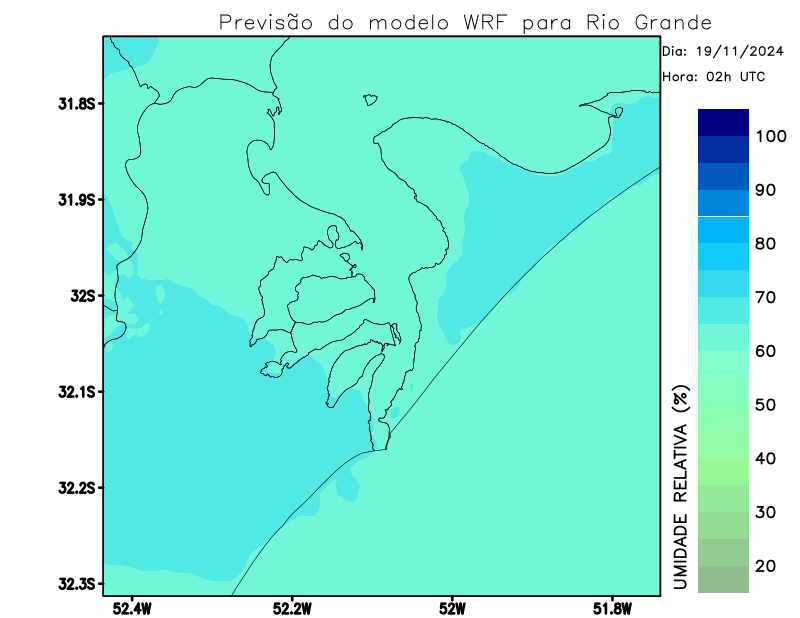 Previsão do modelo WRF para Rio Grande
Dia: 19/11/2024
Hora: 02h UTC
31.8S
31.9S
32S
32.1S
32.2S
32.3S
52.4W
52.2W
52W
51.8W
100
90
80
70
60
50
40
30
20
UMIDADE RELATIVA (%)